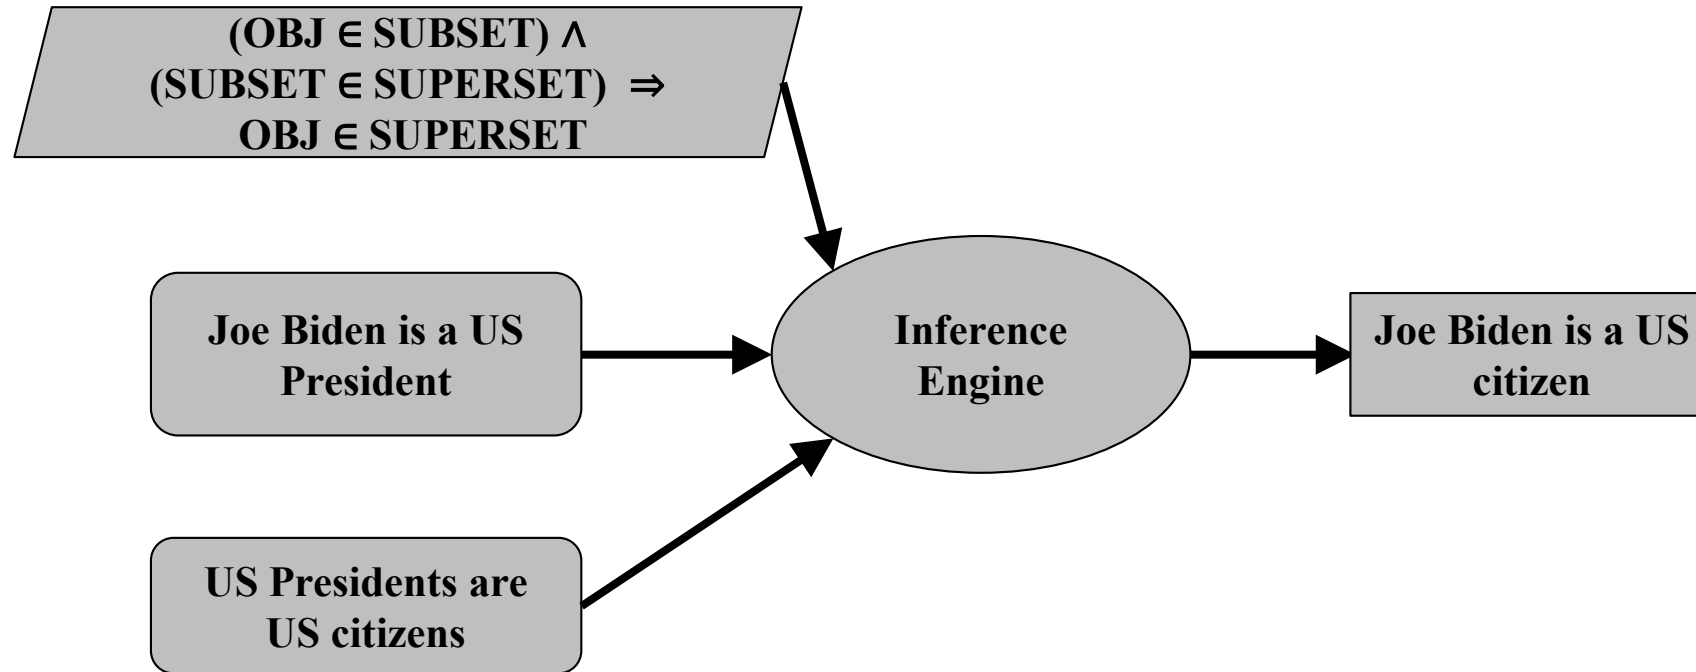 (OBJ ∈ SUBSET) ∧
(SUBSET ∈ SUPERSET) ⇒
OBJ ∈ SUPERSET
Joe Biden is a US
President
US Presidents are
US citizens
Inference
Engine
Joe Biden is a US
citizen